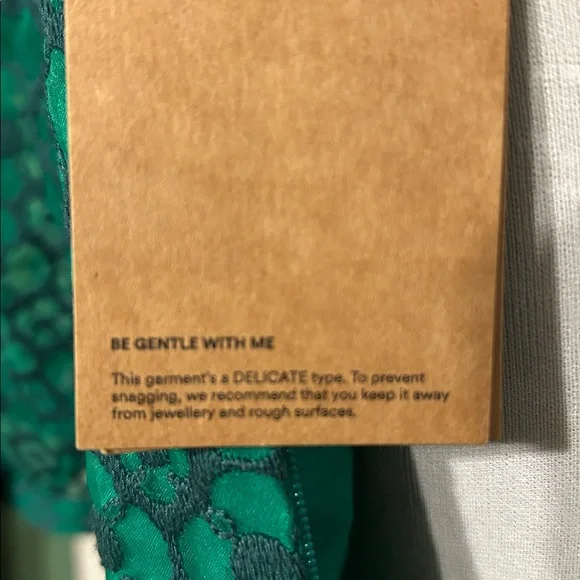 BE GENTLE WITH ME
This garment's a DELICATE type. To prevent
snagging, we recommend that you keep it away
from jewellery and rough surfaces.